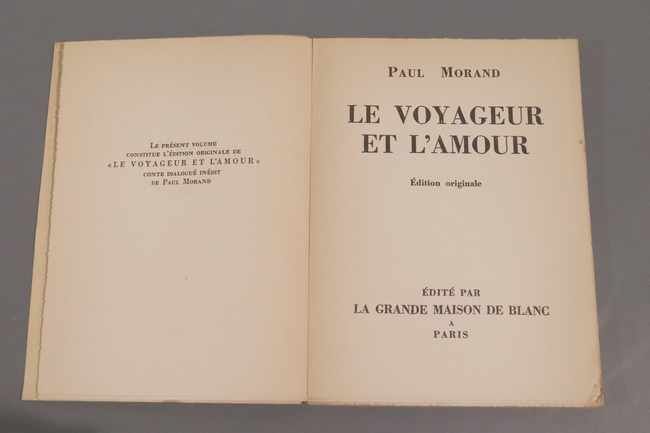 Le présent volume
constitue l'édition originale de
«LE VOYAGEUR ET L'AMOUR»
conte dialogué inédit
de Paul Morand
Paul Morand
LE VOYAGEUR
ET L'AMOUR
Édition originale
ÉDITÉ PAR
LA GRANDE MAISON DE BLANC
A
PARIS